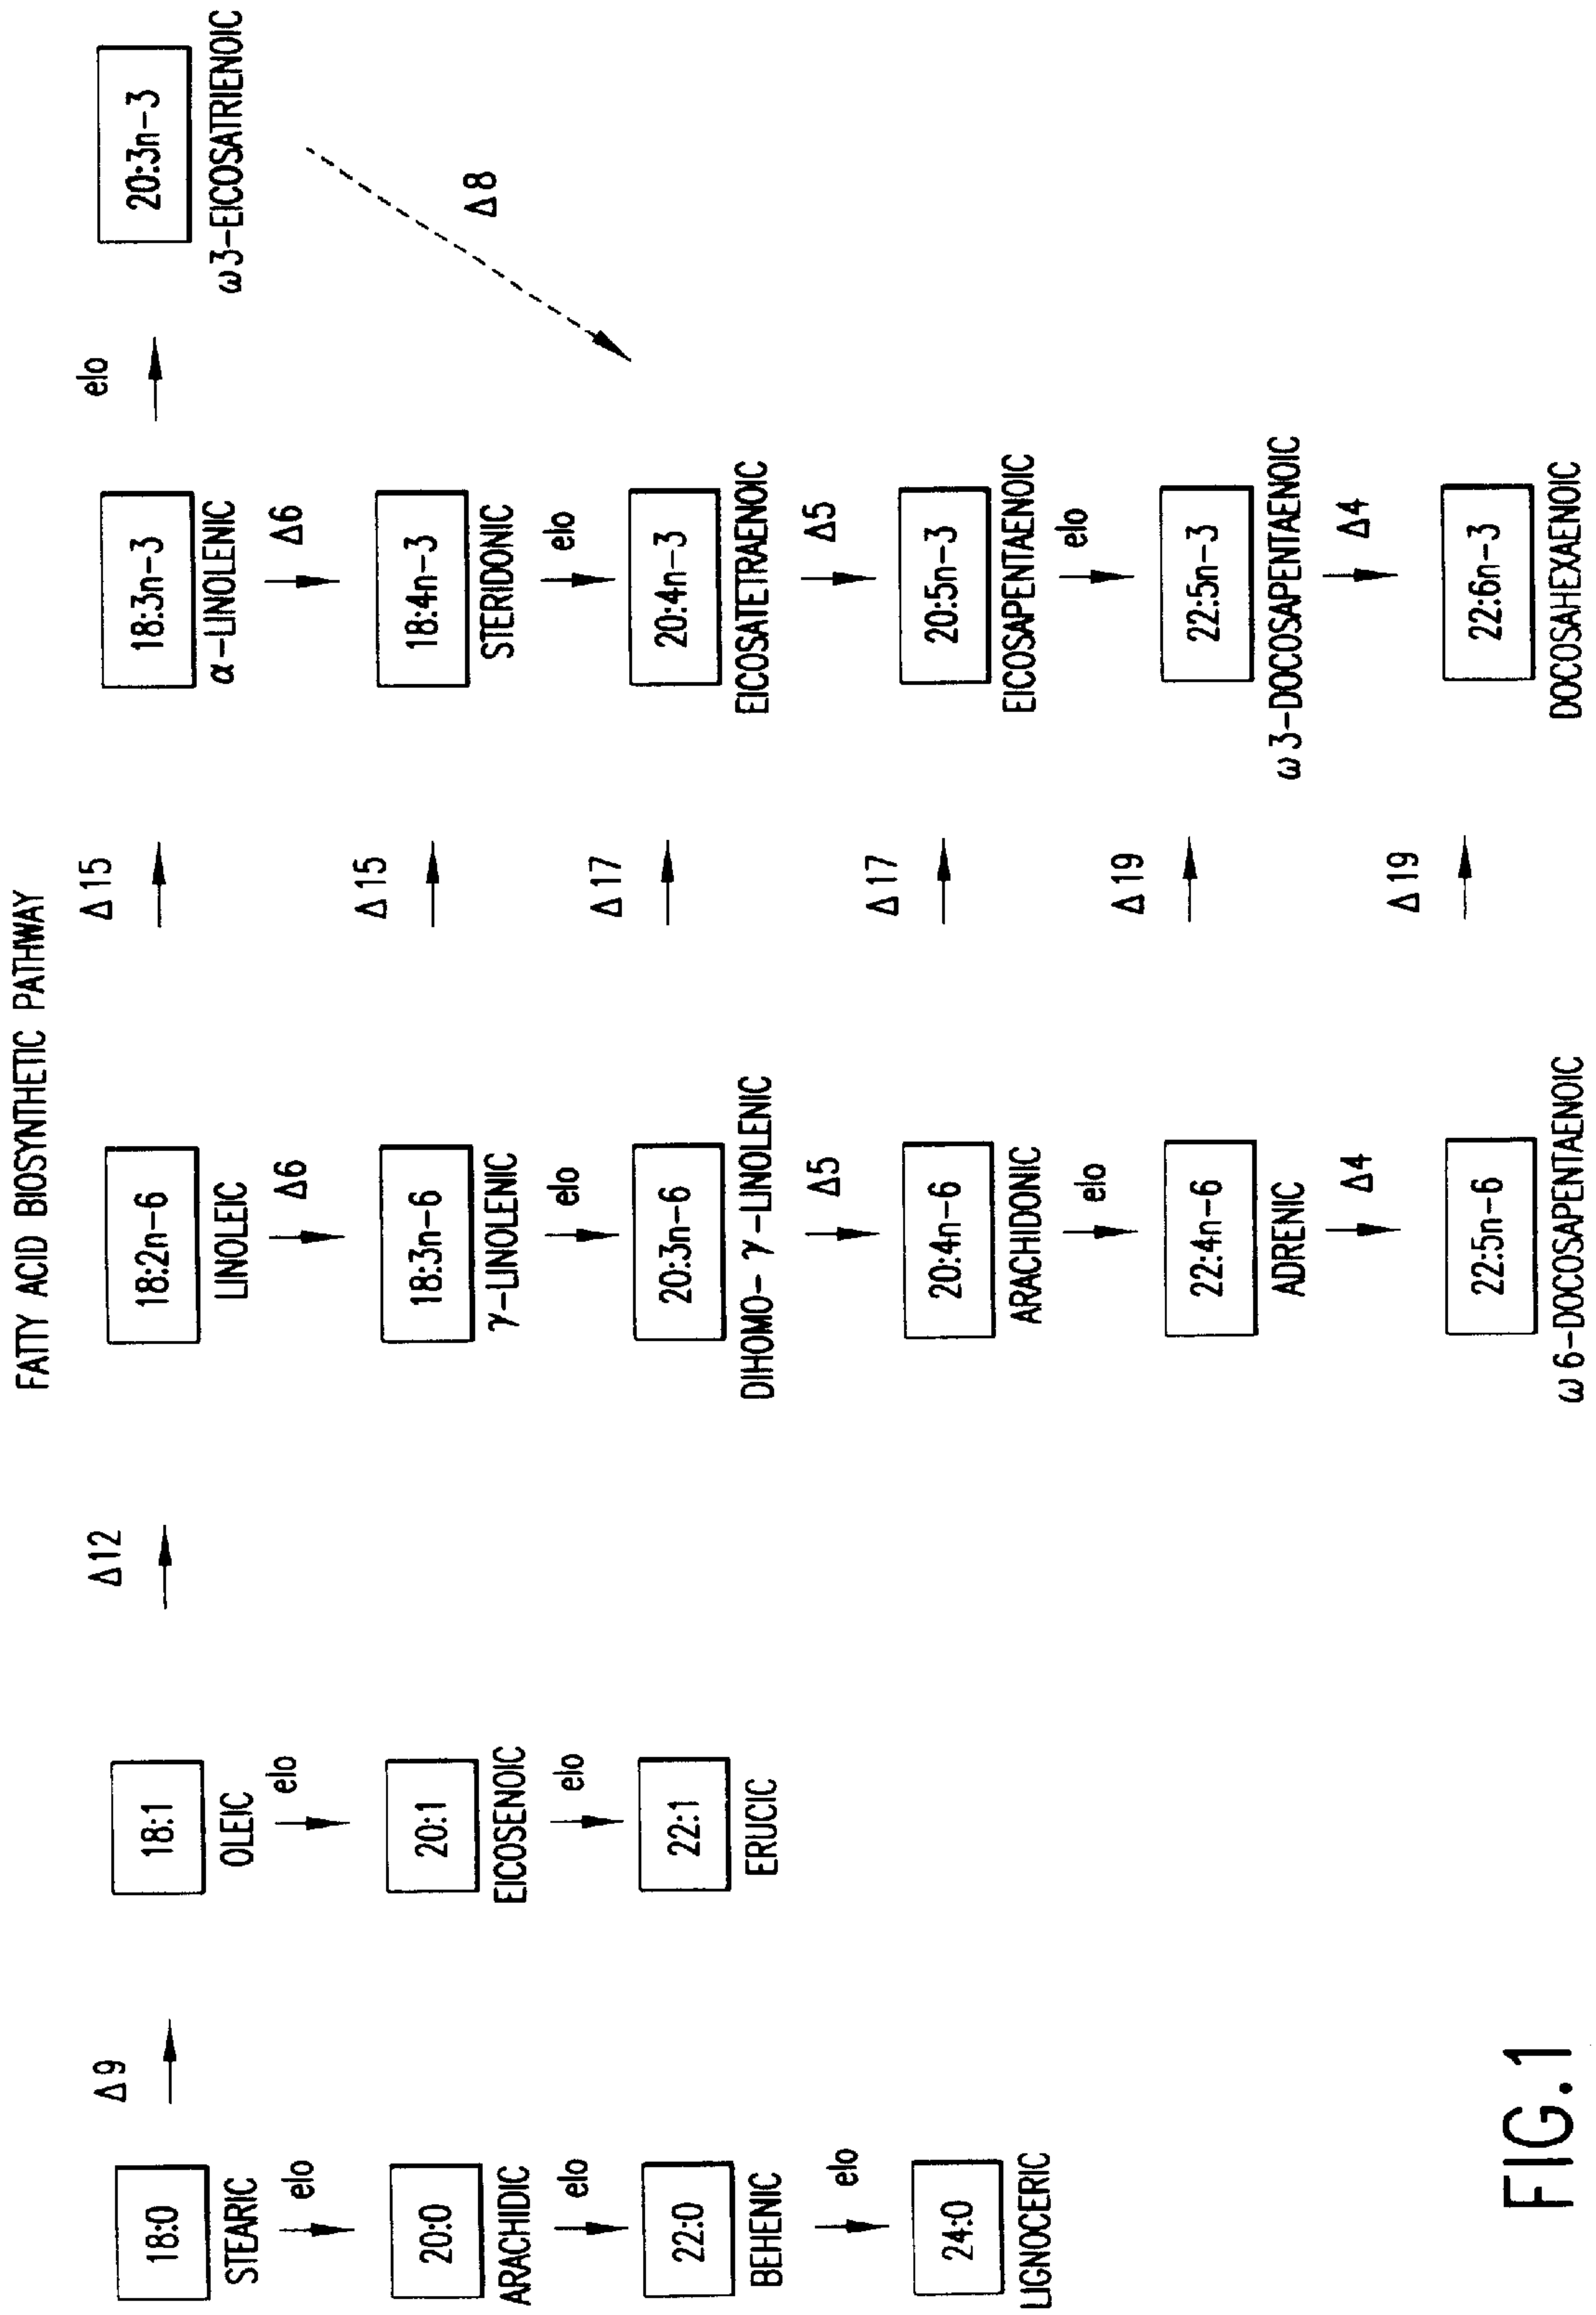 FATTY ACID BIOSYNTHETIC PATHWAY
18:0
STEARIC
Δ9
18:1
OLEIC
Δ12
18:2n-6
LINOLEIC
Δ15
18:3n-3
α-LINOLENIC
elo
20:3n-3
ω3-EICOSATRIENOIC
elo
elo
Δ6
Δ6
Δ8
20:0
ARACHIDIC
20:1
EICOSENOIC
18:3n-6
γ-LINOLENIC
Δ15
18:4n-3
STERIDONIC
elo
elo
elo
elo
22:0
BEHENIC
22:1
ERUCIC
20:3n-6
DIHOMO-γ-LINOLENIC
Δ17
20:4n-3
EICOSATETRAENOIC
elo
Δ5
Δ5
24:0
LIGNOCERIC
20:4n-6
ARACHIDONIC
Δ17
20:5n-3
EICOSAPENTAENOIC
elo
elo
22:4n-6
ADRENIC
Δ19
22:5n-3
ω3-DOCOSAPENTAENOIC
Δ4
Δ4
22:5n-6
ω6-DOCOSAPENTAENOIC
Δ19
22:6n-3
DOCOSAHEXAENOIC
FIG.1